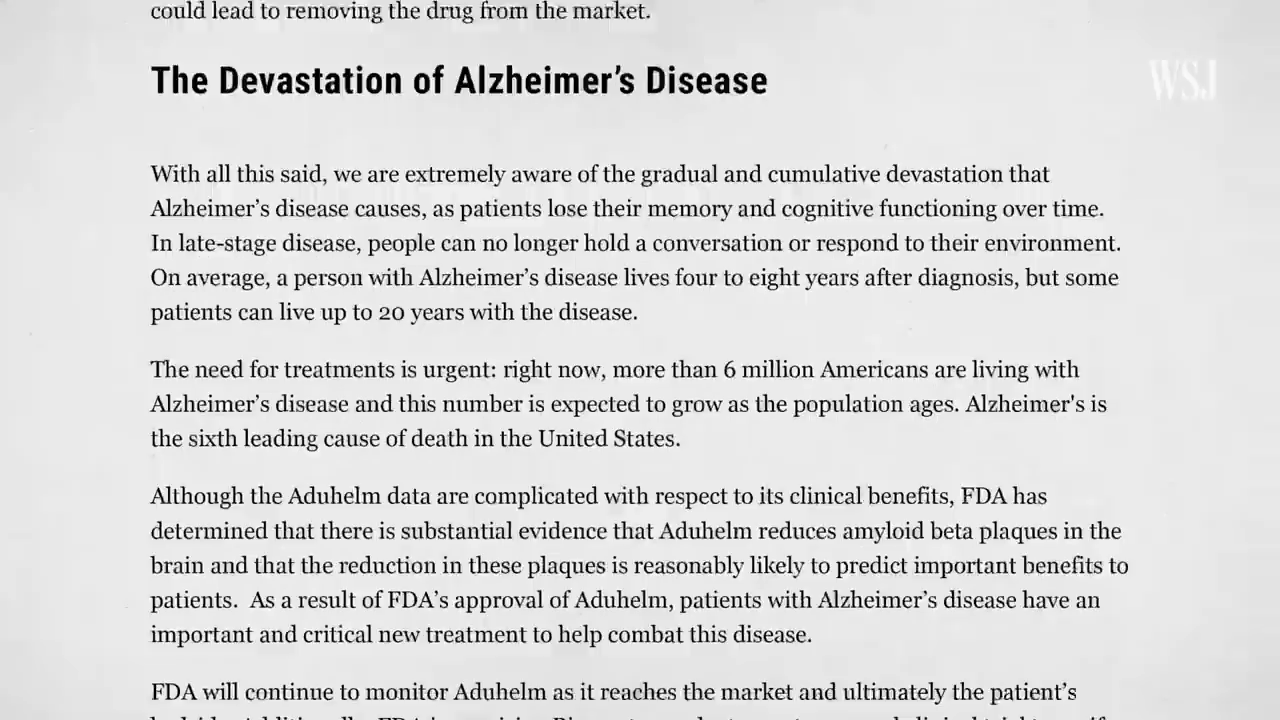 could lead to removing the drug from the market.
The Devastation of Alzheimer’s Disease
WSJ
With all this said, we are extremely aware of the gradual and cumulative devastation that
Alzheimer’s disease causes, as patients lose their memory and cognitive functioning over time.
In late-stage disease, people can no longer hold a conversation or respond to their environment.
On average, a person with Alzheimer’s disease lives four to eight years after diagnosis, but some
patients can live up to 20 years with the disease.
The need for treatments is urgent: right now, more than 6 million Americans are living with
Alzheimer’s disease and this number is expected to grow as the population ages. Alzheimer's is
the sixth leading cause of death in the United States.
Although the Aduhelm data are complicated with respect to its clinical benefits, FDA has
determined that there is substantial evidence that Aduhelm reduces amyloid beta plaques in the
brain and that the reduction in these plaques is reasonably likely to predict important benefits to
patients.  As a result of FDA’s approval of Aduhelm, patients with Alzheimer’s disease have an
important and critical new treatment to help combat this disease.
FDA will continue to monitor Aduhelm as it reaches the market and ultimately the patient’s